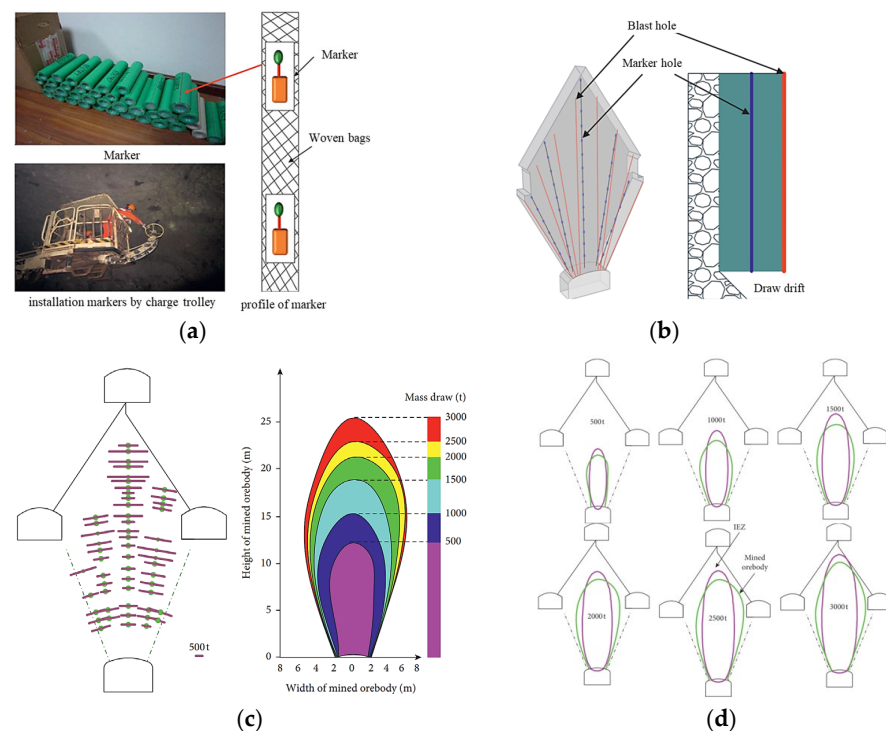 Marker
Woven bags
Marker
installation markers by charge trolley
profile of marker
(a)
Blast hole
Marker hole
Draw drift
(b)
500t
Height of mined orebody (m)
25
20
15
10
5
0
8 6 4 2 0 2 4 6 8
Width of mined orebody (m)
Mass draw (t)
3000
2500
2000
1500
1000
500
(c)
500t
1000t
1500t
IEZ
Mined
orebody
2000t
2500t
3000t
(d)